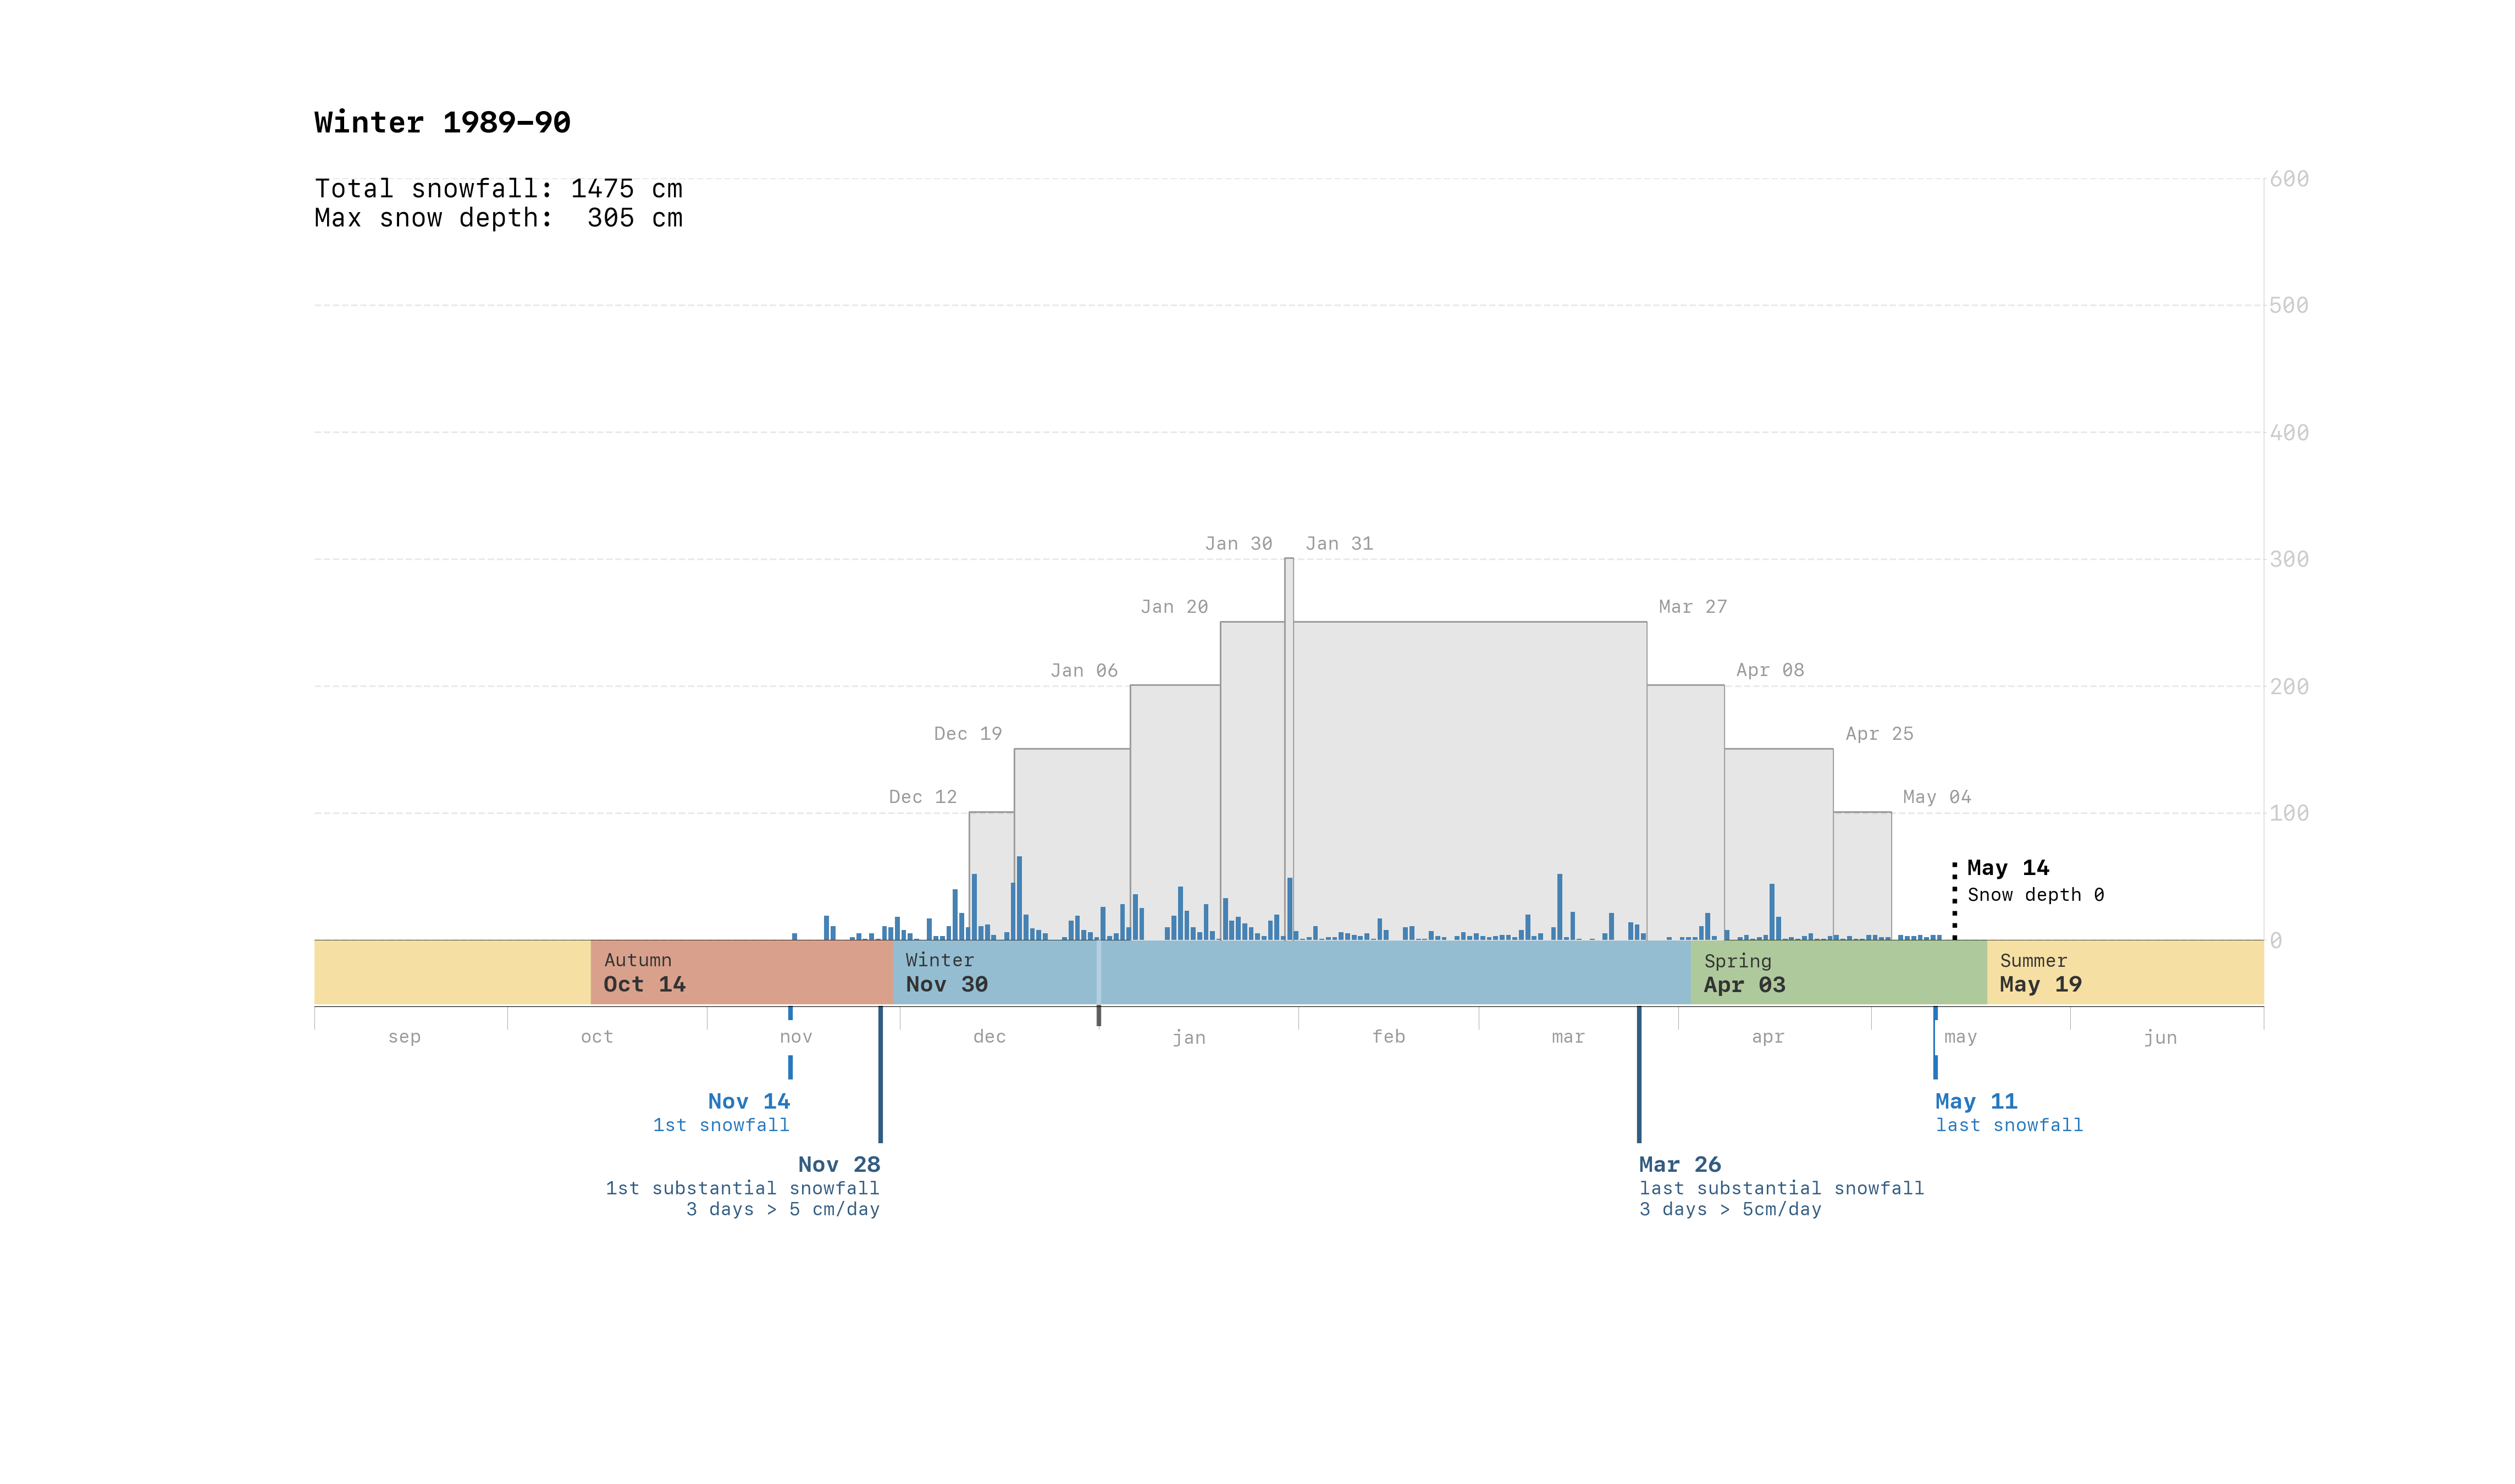 Winter 1989–90
Total snowfall: 1475 cm
Max snow depth:  305 cm
600
500
400
300
200
100
0
Jan 30
Jan 31
Jan 20
Mar 27
Jan 06
Apr 08
Dec 19
Apr 25
Dec 12
May 04
May 14
Snow depth 0
Autumn
Oct 14
Winter
Nov 30
Spring
Apr 03
Summer
May 19
sep
oct
nov
dec
jan
feb
mar
apr
may
jun
Nov 14
1st snowfall
May 11
last snowfall
Nov 28
1st substantial snowfall
3 days > 5 cm/day
Mar 26
last substantial snowfall
3 days > 5cm/day